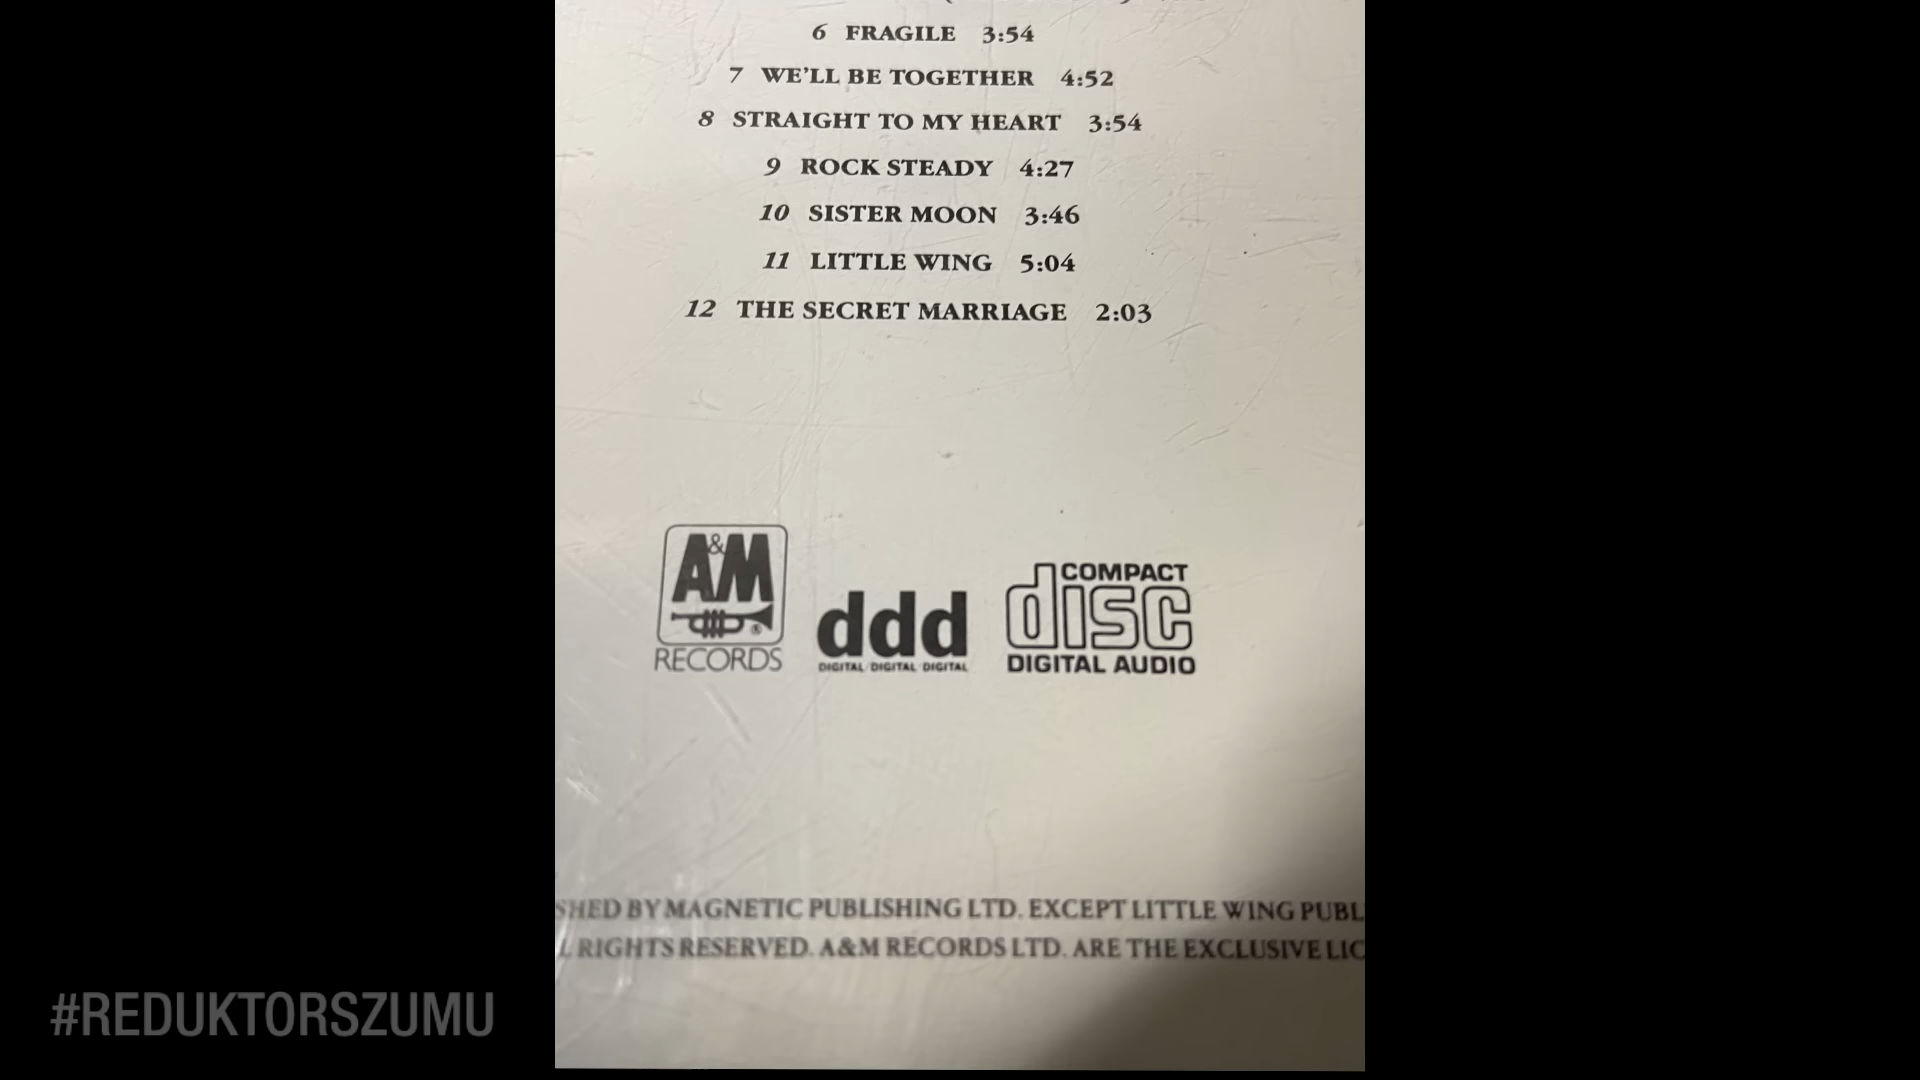 6 FRAGILE 3:54
7 WE'LL BE TOGETHER 4:52
8 STRAIGHT TO MY HEART 3:54
9 ROCK STEADY 4:27
10 SISTER MOON 3:46
11 LITTLE WING 5:04
12 THE SECRET MARRIAGE 2:03
A&M
RECORDS
ddd
DIGITAL/DIGITAL/DIGITAL
COMPACT
disc
DIGITAL AUDIO
SHED BY MAGNETIC PUBLISHING LTD. EXCEPT LITTLE WING PUBL
L RIGHTS RESERVED. A&M RECORDS LTD. ARE THE EXCLUSIVE LIC
#REDUKTORSZUMU